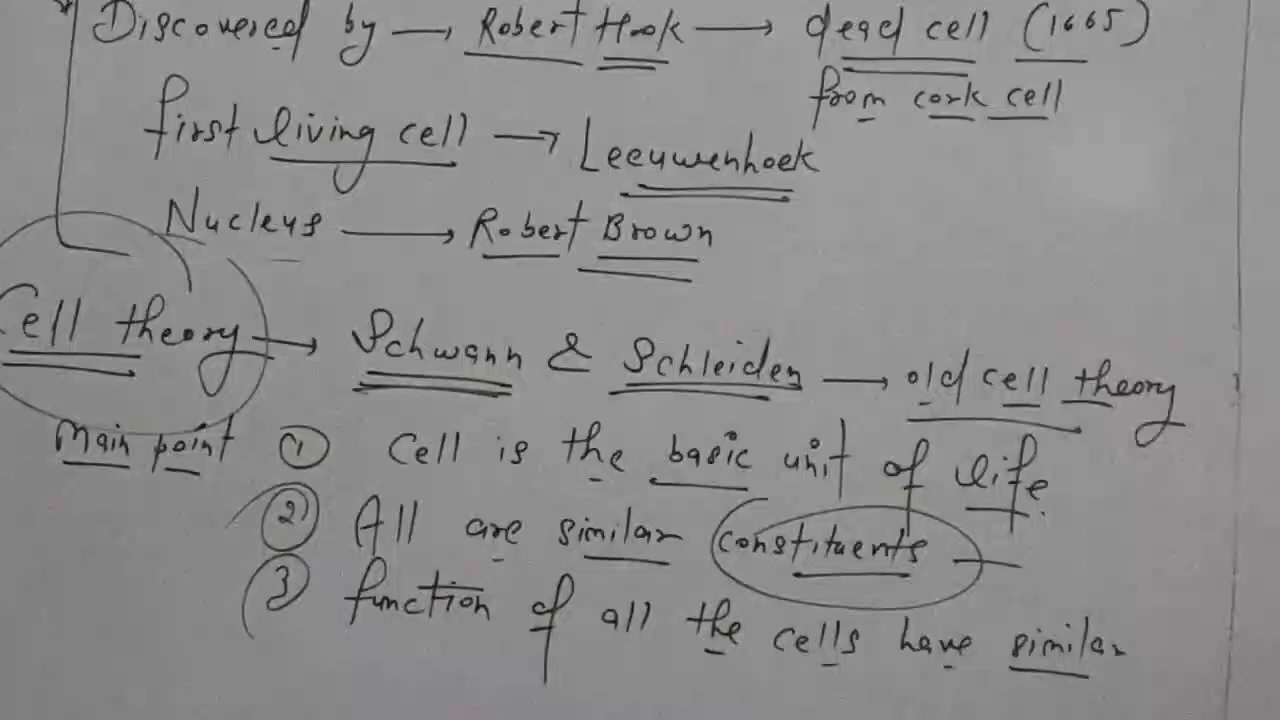 Discovered by → Robert Hook → dead cell (1665)
from cork cell
first living cell → Leeuwenhoek
Nucleus → Robert Brown
Cell theory → Schwann & Schleiden → old cell theory
Main point ① Cell is the basic unit of life.
② All are similar constituents
③ function of all the cells have similar